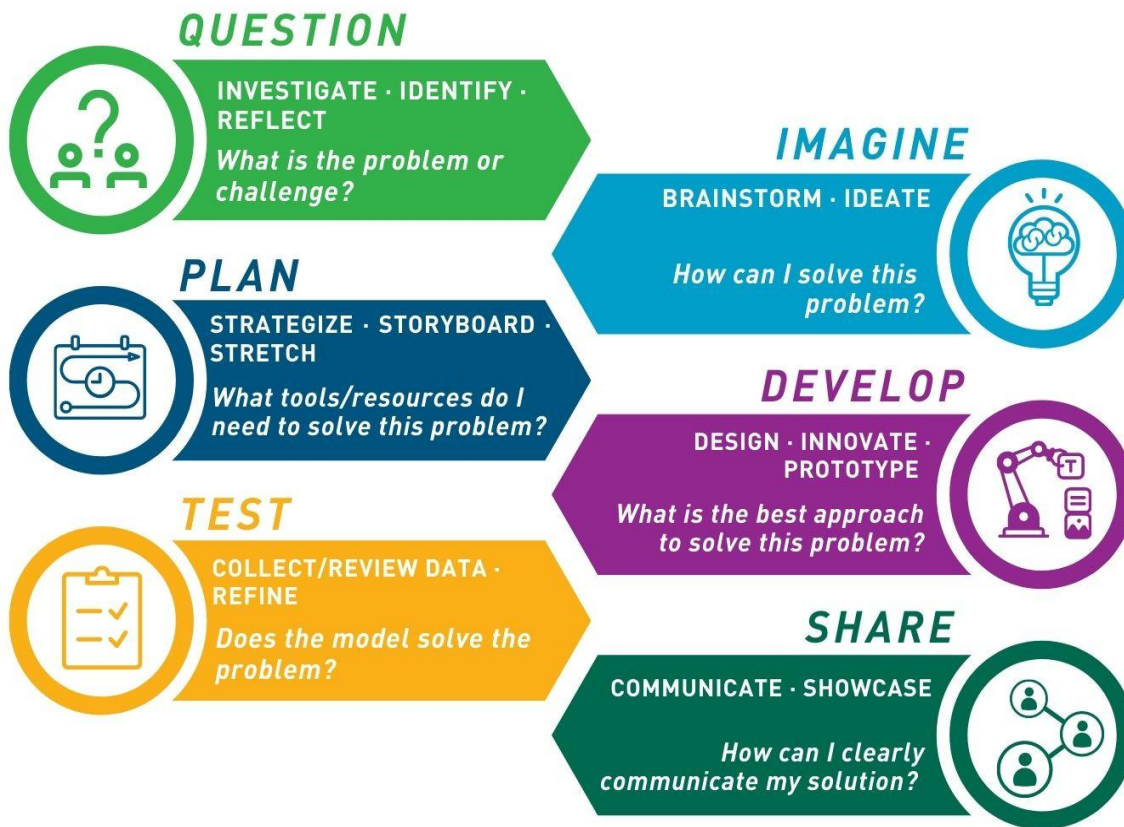 QUESTION
INVESTIGATE · IDENTIFY ·
REFLECT
What is the problem or
challenge?
IMAGINE
BRAINSTORM · IDEATE
How can I solve this
problem?
PLAN
STRATEGIZE · STORYBOARD ·
STRETCH
What tools/resources do I
need to solve this problem?
DEVELOP
DESIGN · INNOVATE ·
PROTOTYPE
What is the best approach
to solve this problem?
T
TEST
COLLECT/REVIEW DATA ·
REFINE
Does the model solve the
problem?
SHARE
COMMUNICATE · SHOWCASE
How can I clearly
communicate my solution?